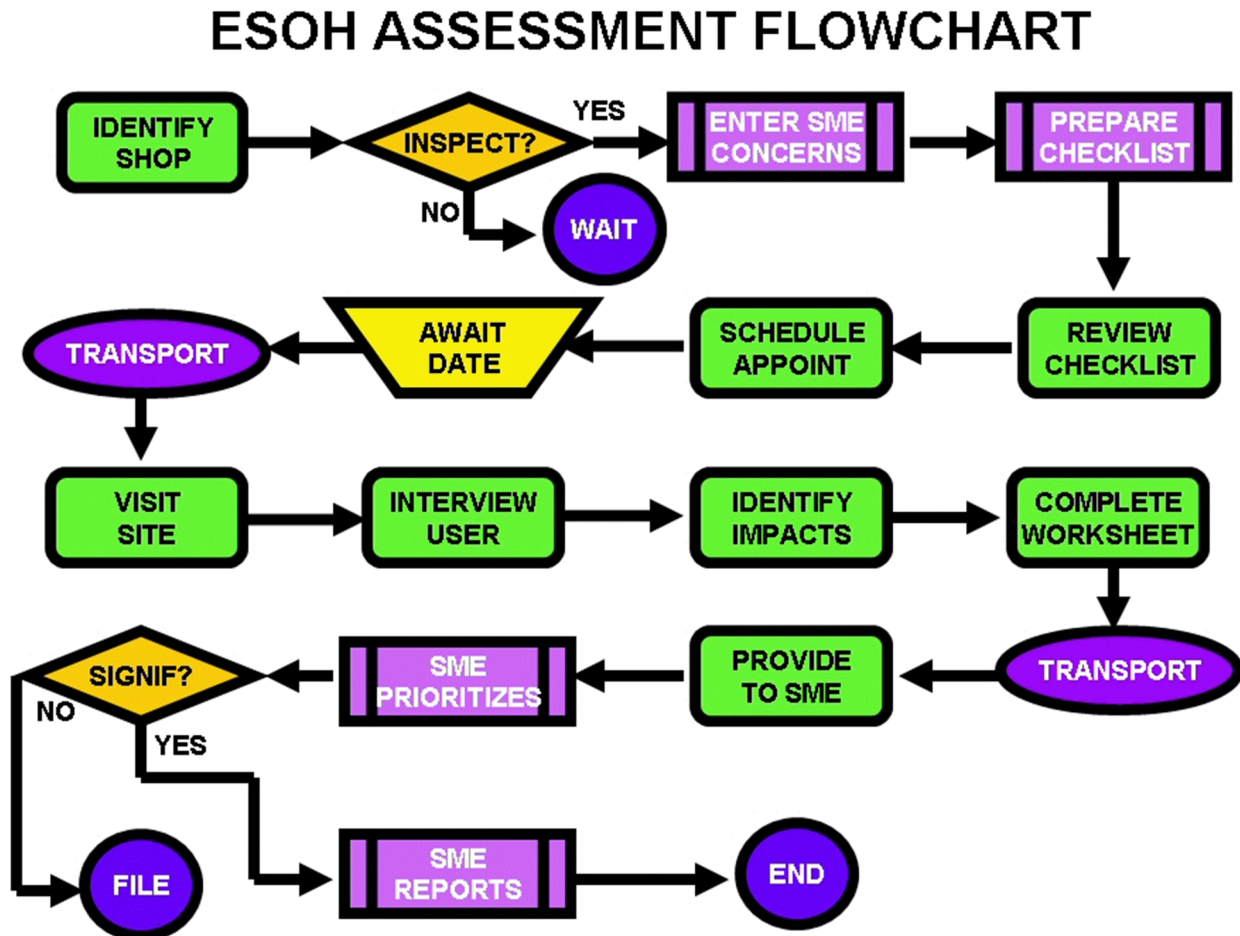 ESOH ASSESSMENT FLOWCHART
IDENTIFY
SHOP
INSPECT?
YES
ENTER SME
CONCERNS
PREPARE
CHECKLIST
NO
WAIT
TRANSPORT
AWAIT
DATE
SCHEDULE
APPOINT
REVIEW
CHECKLIST
VISIT
SITE
INTERVIEW
USER
IDENTIFY
IMPACTS
COMPLETE
WORKSHEET
SIGNIF?
NO
YES
SME
PRIORITIZES
PROVIDE
TO SME
TRANSPORT
FILE
SME
REPORTS
END